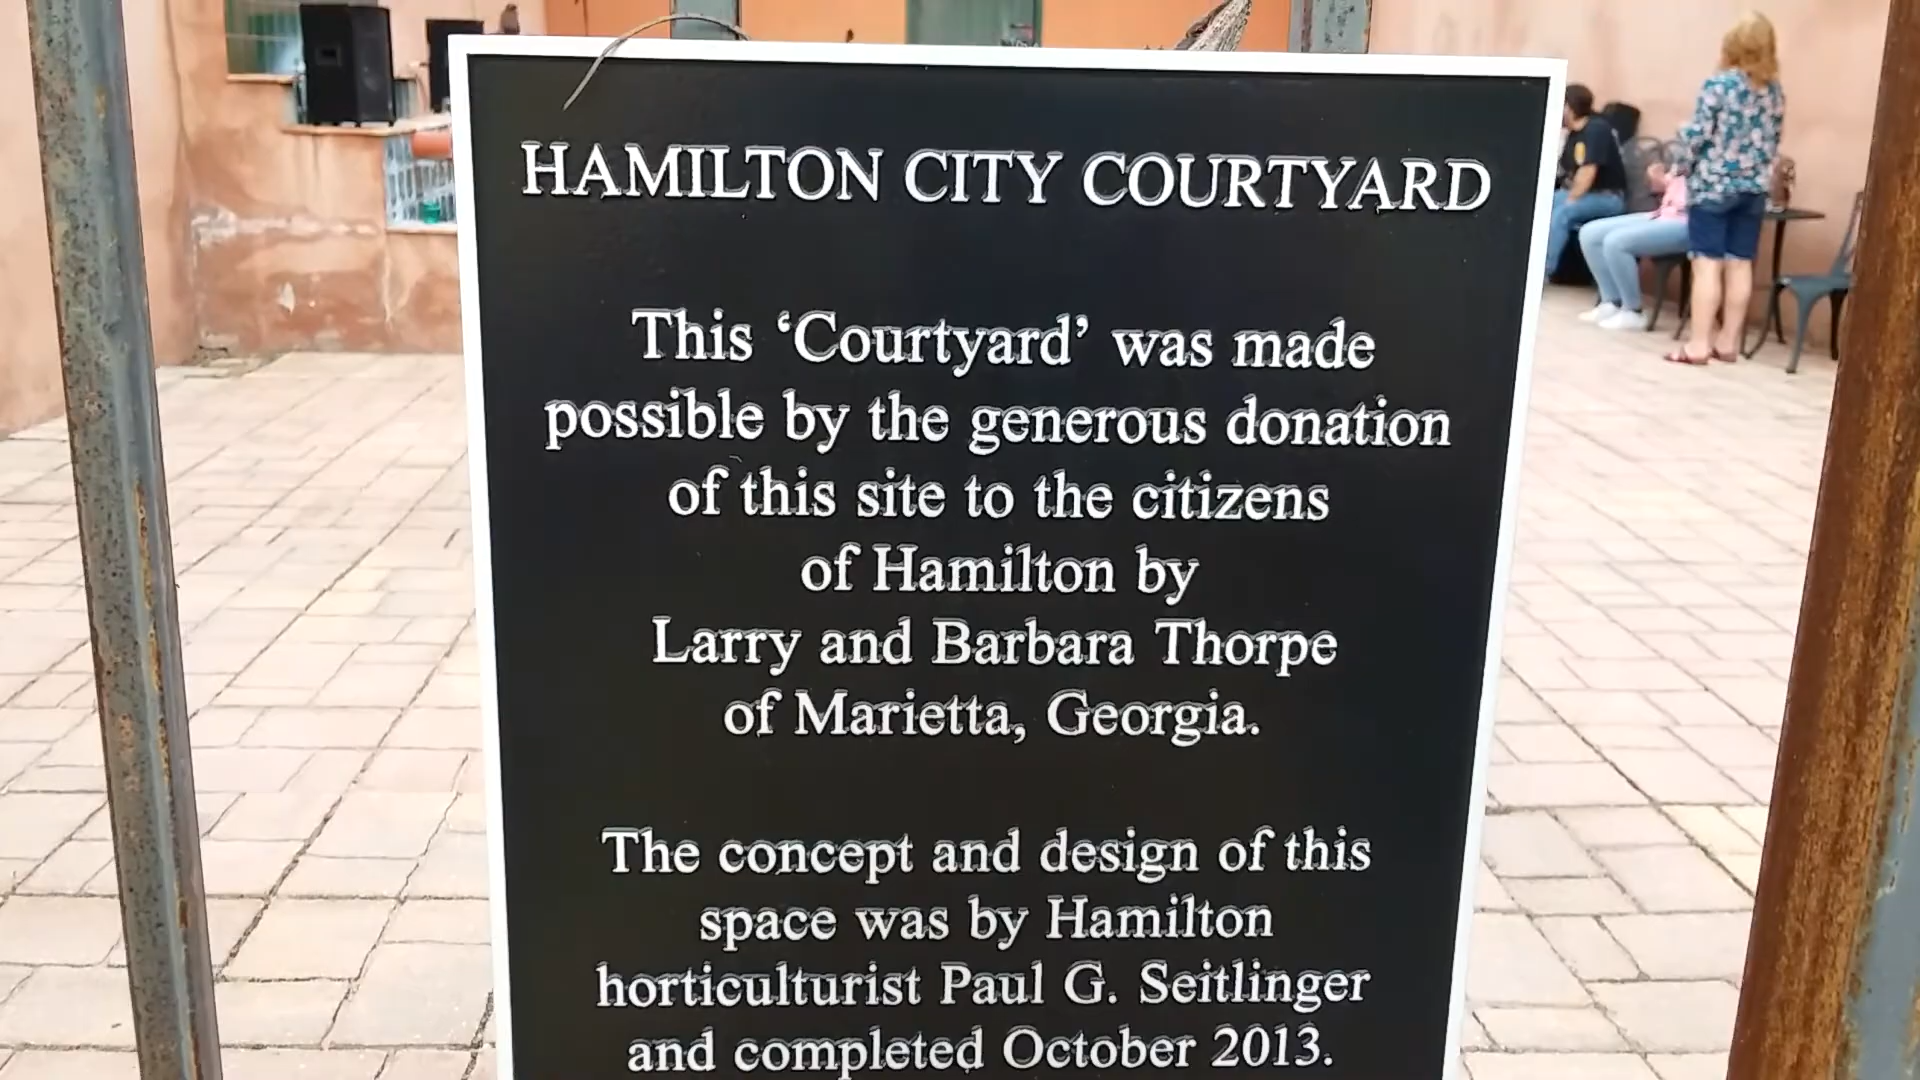 HAMILTON CITY COURTYARD
This ‘Courtyard’ was made
possible by the generous donation
of this site to the citizens
of Hamilton by
Larry and Barbara Thorpe
of Marietta, Georgia.
The concept and design of this
space was by Hamilton
horticulturist Paul G. Seitlinger
and completed October 2013.